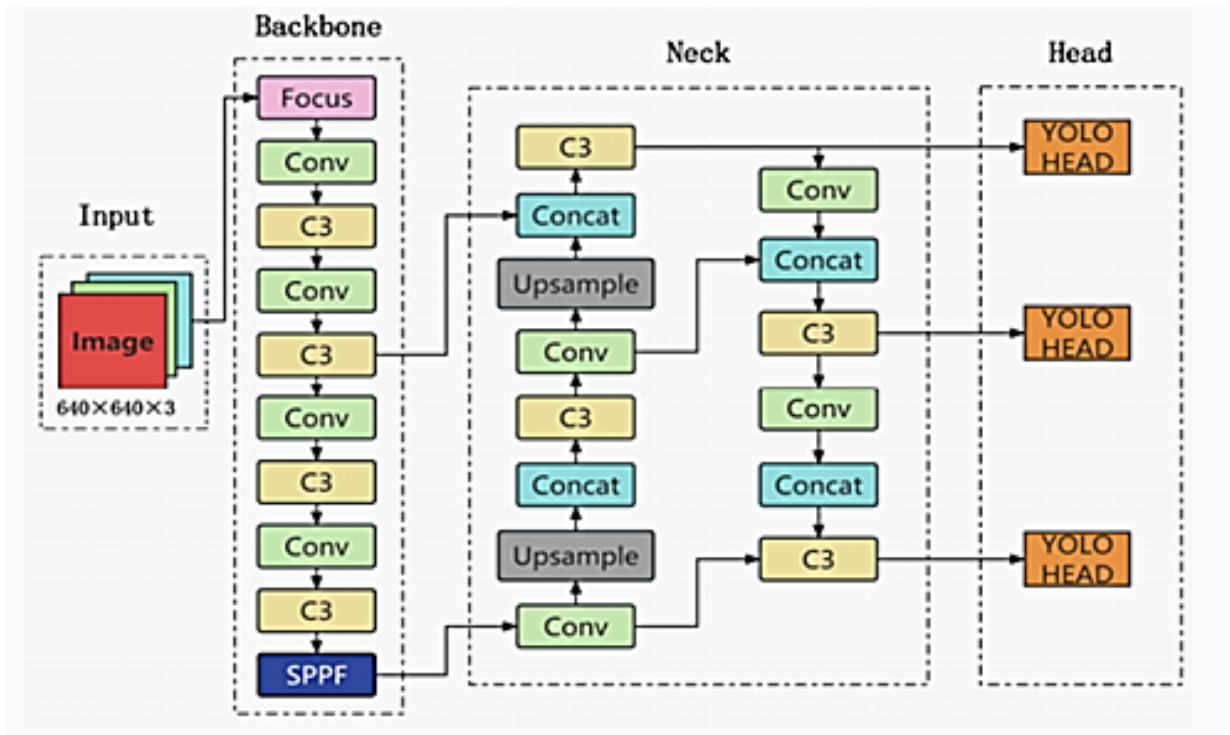 Backbone
Neck
Head
Input
Image
640×640×3
Focus
Conv
C3
Conv
C3
Conv
C3
Conv
C3
SPPF
C3
Concat
Upsample
Conv
C3
Concat
Upsample
Conv
Conv
Concat
C3
Conv
Concat
C3
YOLO
HEAD
YOLO
HEAD
YOLO
HEAD